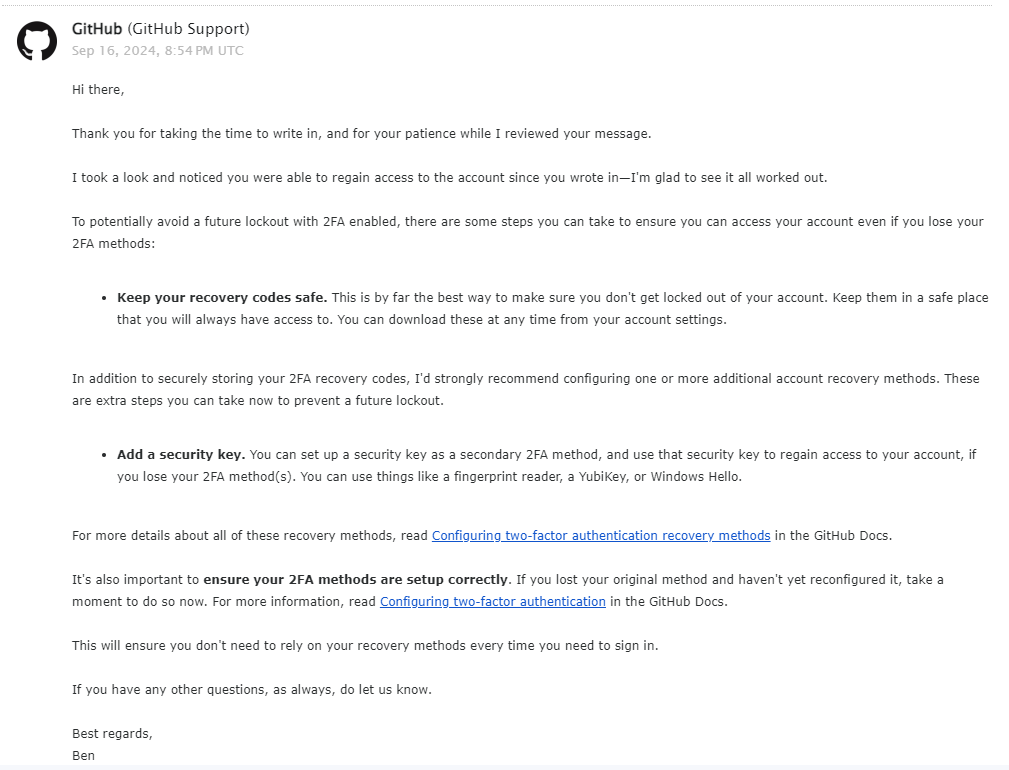 GitHub (GitHub Support)
Sep 16, 2024, 8:54 PM UTC
Hi there,
Thank you for taking the time to write in, and for your patience while I reviewed your message.
I took a look and noticed you were able to regain access to the account since you wrote in—I'm glad to see it all worked out.
To potentially avoid a future lockout with 2FA enabled, there are some steps you can take to ensure you can access your account even if you lose your
2FA methods:
• Keep your recovery codes safe. This is by far the best way to make sure you don't get locked out of your account. Keep them in a safe place
that you will always have access to. You can download these at any time from your account settings.
In addition to securely storing your 2FA recovery codes, I'd strongly recommend configuring one or more additional account recovery methods. These
are extra steps you can take now to prevent a future lockout.
• Add a security key. You can set up a security key as a secondary 2FA method, and use that security key to regain access to your account, if
you lose your 2FA method(s). You can use things like a fingerprint reader, a YubiKey, or Windows Hello.
For more details about all of these recovery methods, read Configuring two-factor authentication recovery methods in the GitHub Docs.
It's also important to ensure your 2FA methods are setup correctly. If you lost your original method and haven't yet reconfigured it, take a
moment to do so now. For more information, read Configuring two-factor authentication in the GitHub Docs.
This will ensure you don't need to rely on your recovery methods every time you need to sign in.
If you have any other questions, as always, do let us know.
Best regards,
Ben